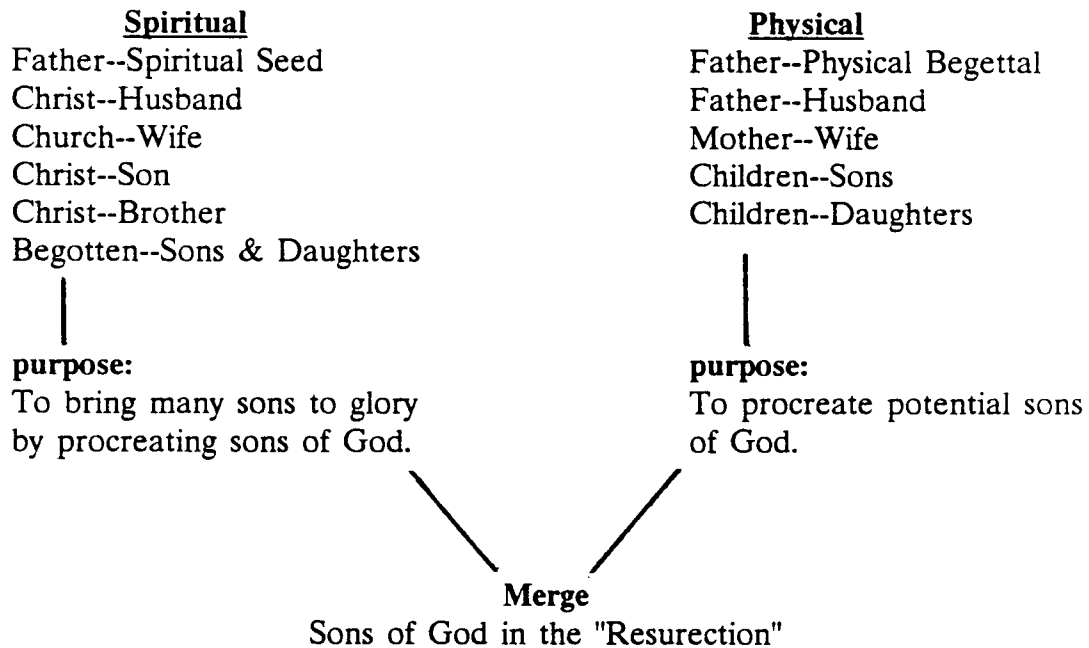 Spiritual
Father--Spiritual Seed
Christ--Husband
Church--Wife
Christ--Son
Christ--Brother
Begotten--Sons & Daughters
purpose:
To bring many sons to glory
by procreating sons of God.
Physical
Father--Physical Begettal
Father--Husband
Mother--Wife
Children--Sons
Children--Daughters
purpose:
To procreate potential sons
of God.
Merge
Sons of God in the "Resurection"